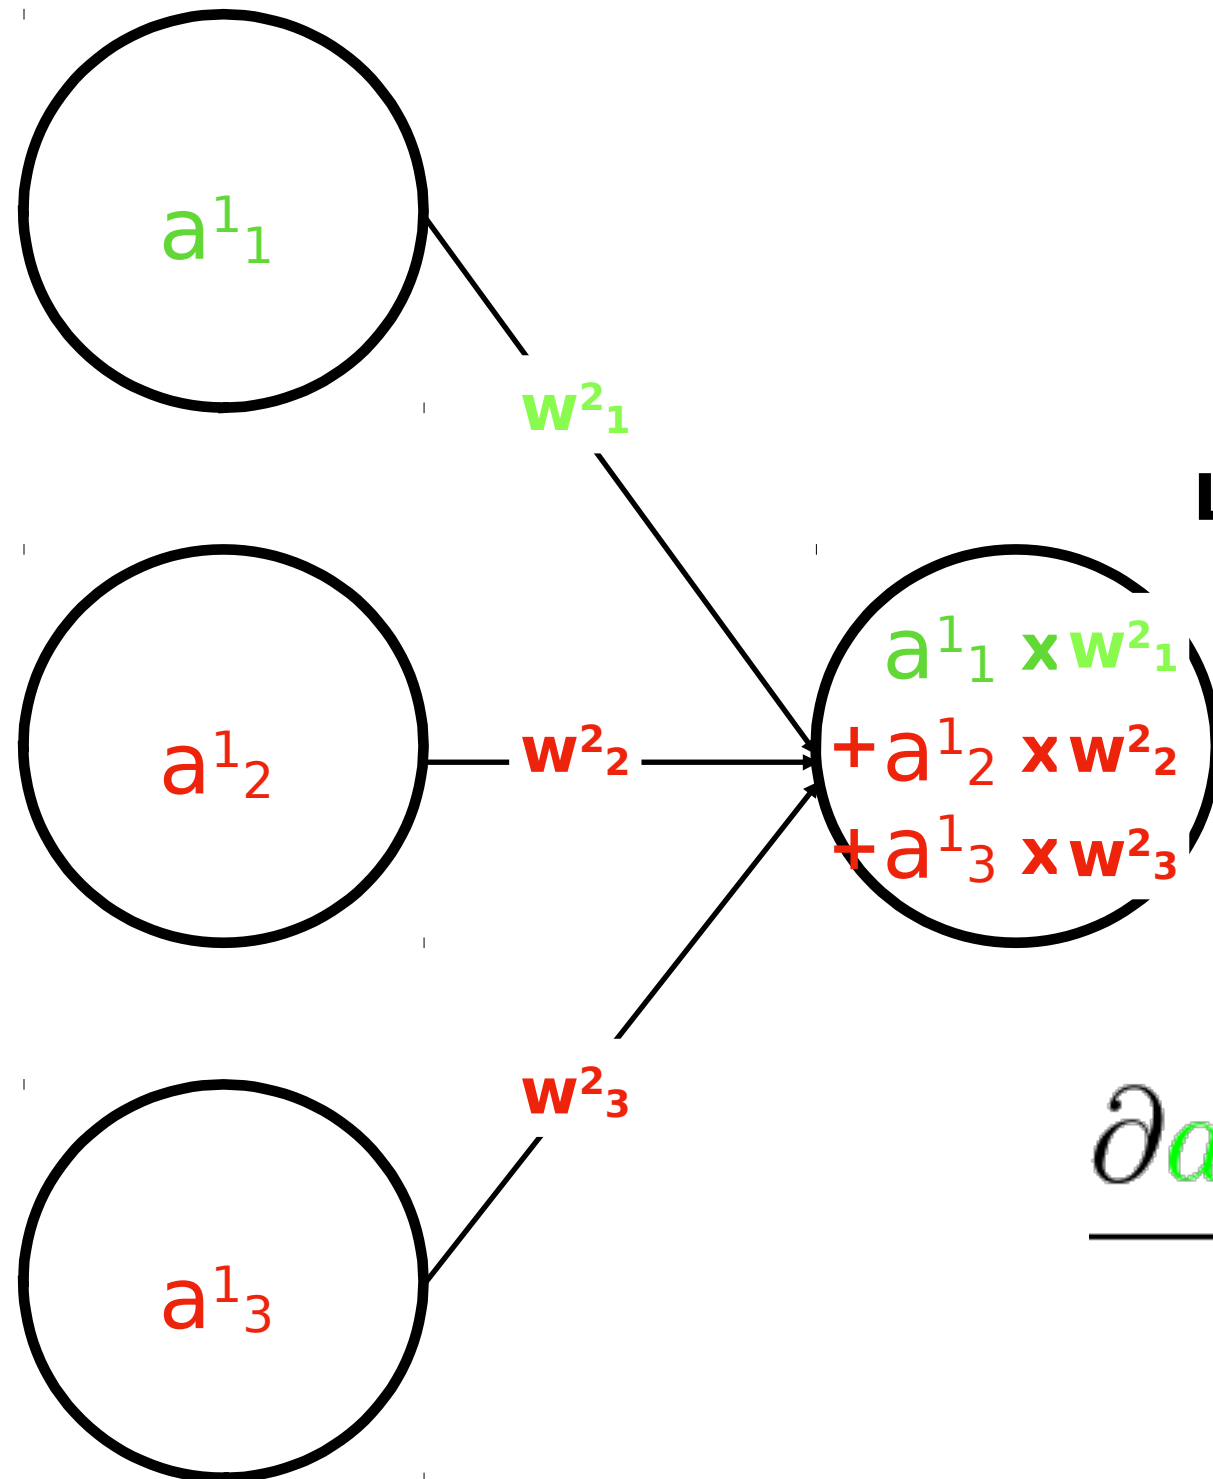 a¹₁
w²₁
a¹₁ x w²₁
a¹₂
w²₂
+a¹₂ x w²₂
+a¹₃ x w²₃
w²₃
∂a
a¹₃